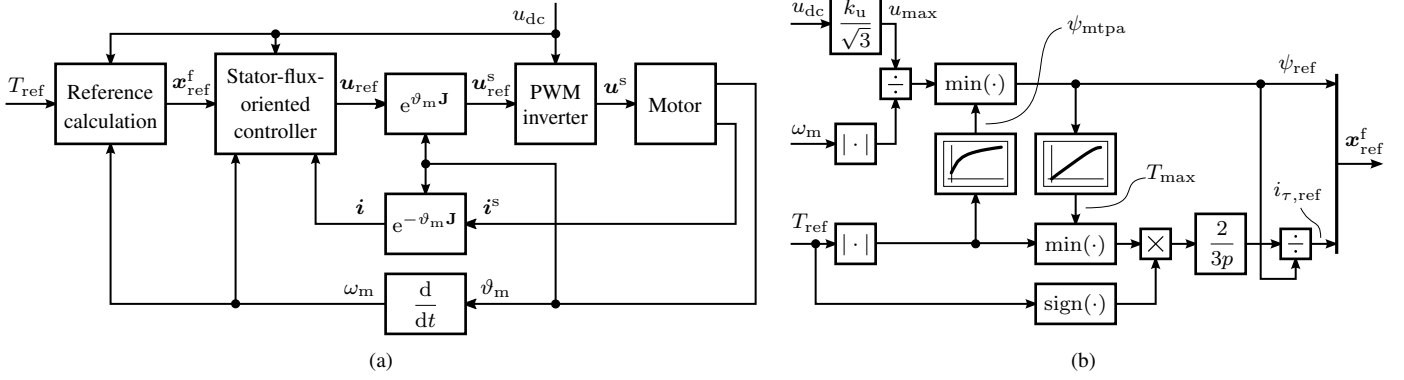 u_dc
T_ref
Reference
calculation
x^f_ref
Stator-flux-
oriented
controller
u_ref
e^{ϑ_m J}
u^s_ref
PWM
inverter
u^s
Motor
i
e^{−ϑ_m J}
i^s
ω_m
d
dt
ϑ_m
(a)
u_dc
k_u
√3
u_max
÷
min(·)
ψ_mtpa
ψ_ref
ω_m
|·|
x^f_ref
T_max
i_{τ,ref}
T_ref
|·|
min(·)
×
2
3p
÷
sign(·)
(b)